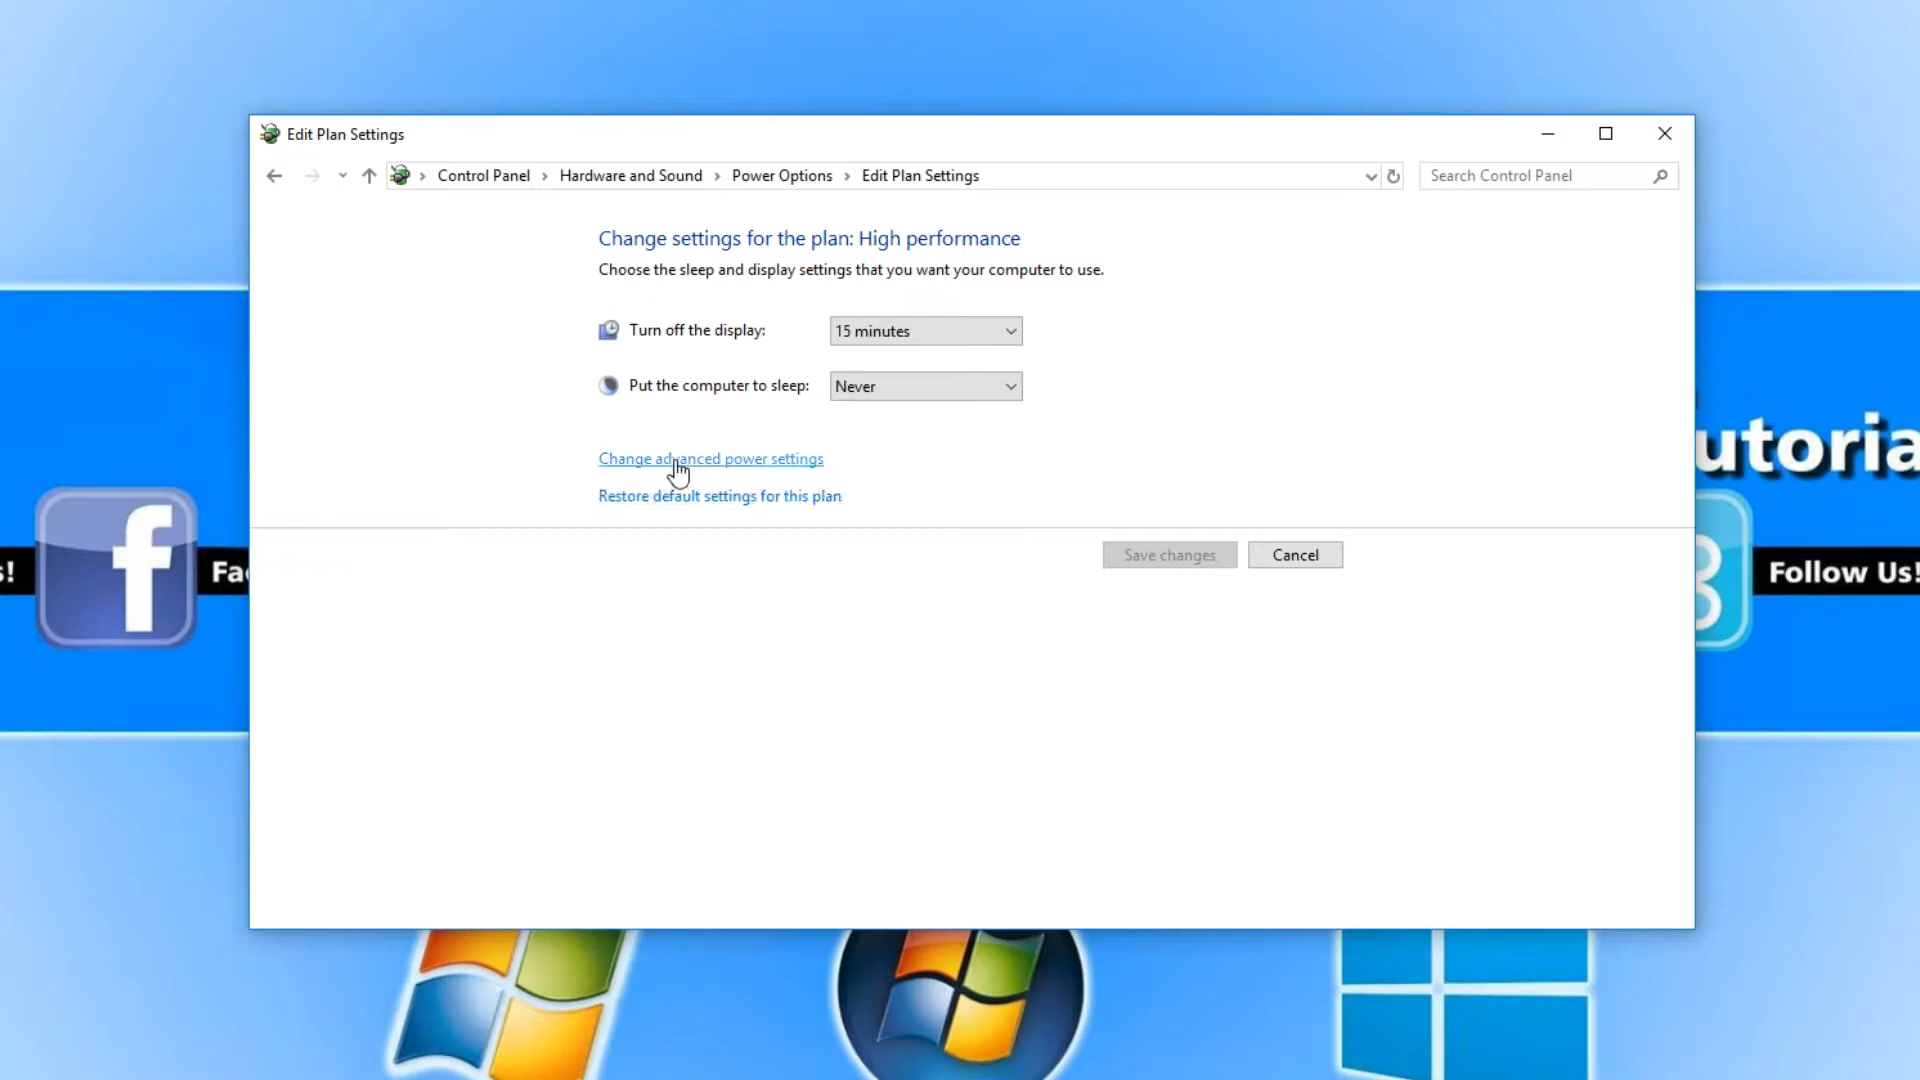 Edit Plan Settings
Control Panel > Hardware and Sound > Power Options > Edit Plan Settings
Search Control Panel
Change settings for the plan: High performance
Choose the sleep and display settings that you want your computer to use.
Turn off the display:
15 minutes
Put the computer to sleep:
Never
Change advanced power settings
Restore default settings for this plan
Save changes
Cancel
utoria
s!
f
Fac
Follow Us!